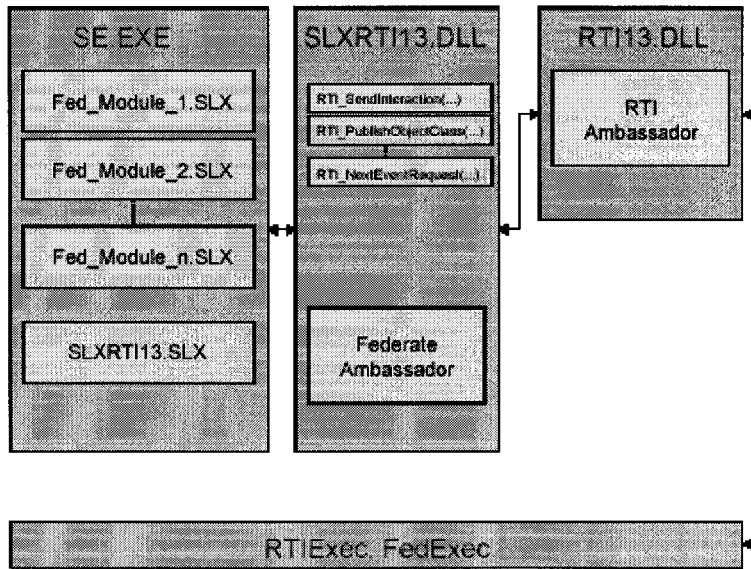 SE.EXE
Fed_Module_1.SLX
Fed_Module_2.SLX
Fed_Module_n.SLX
SLXRTI13.SLX
SLXRTI13.DLL
RTI_SendInteraction(...)
RTI_PublishObjectClass(...)
RTI_NextEventRequest(...)
Federate
Ambassador
RTI13.DLL
RTI
Ambassador
RTIExec, FedExec